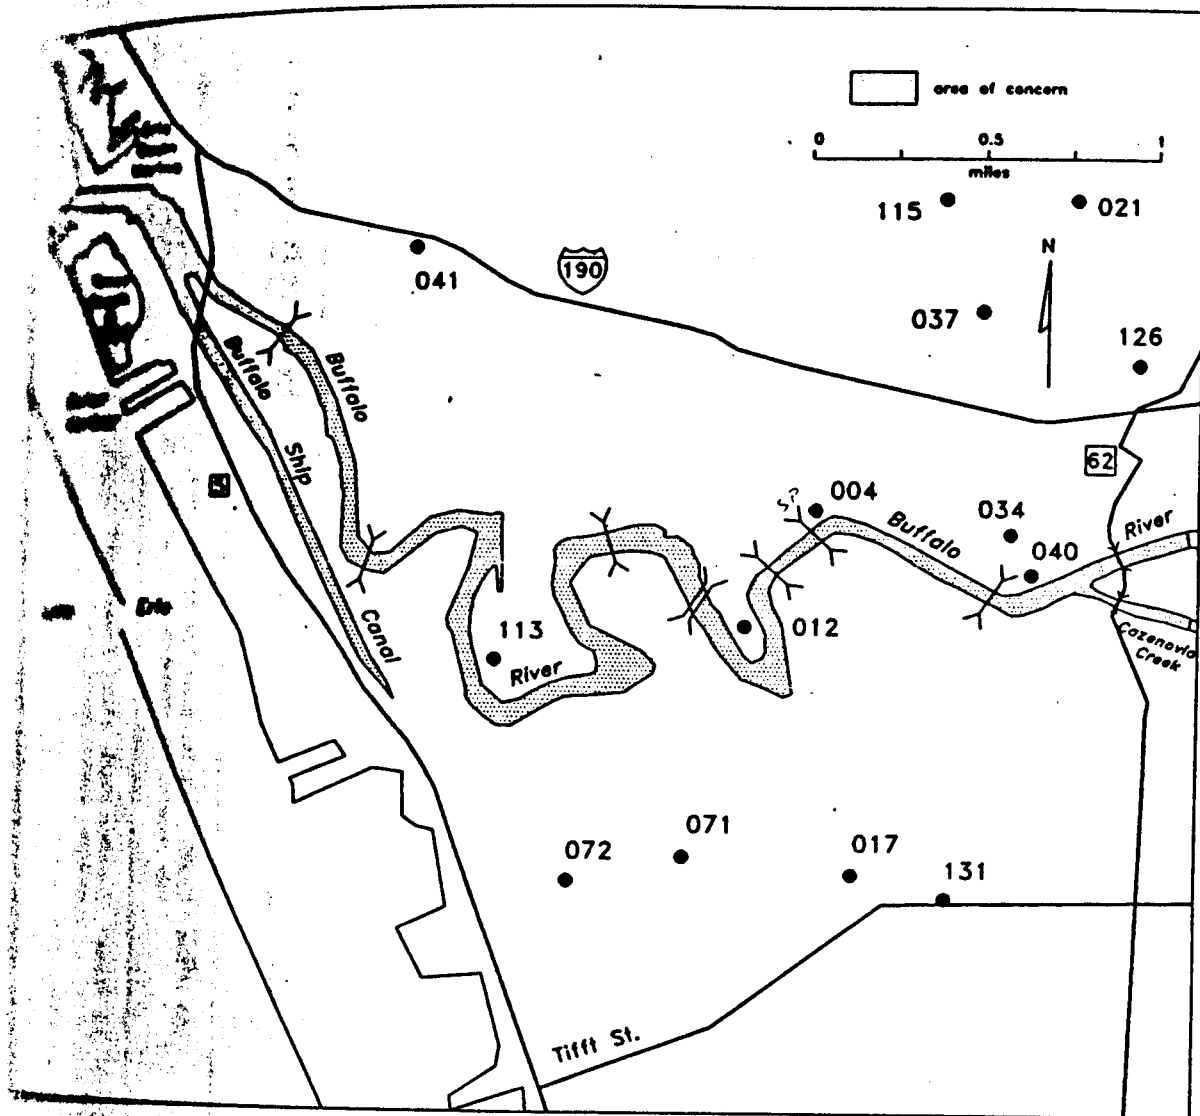 area of concern
0 0.5 1
miles
115
021
N
041
190
037
126
Buffalo
Buffalo
Ship
Canal
62
004
034
Buffalo
River
040
Cazenovia
Creek
Erie
113
River
012
071
072
017
131
Tifft St.